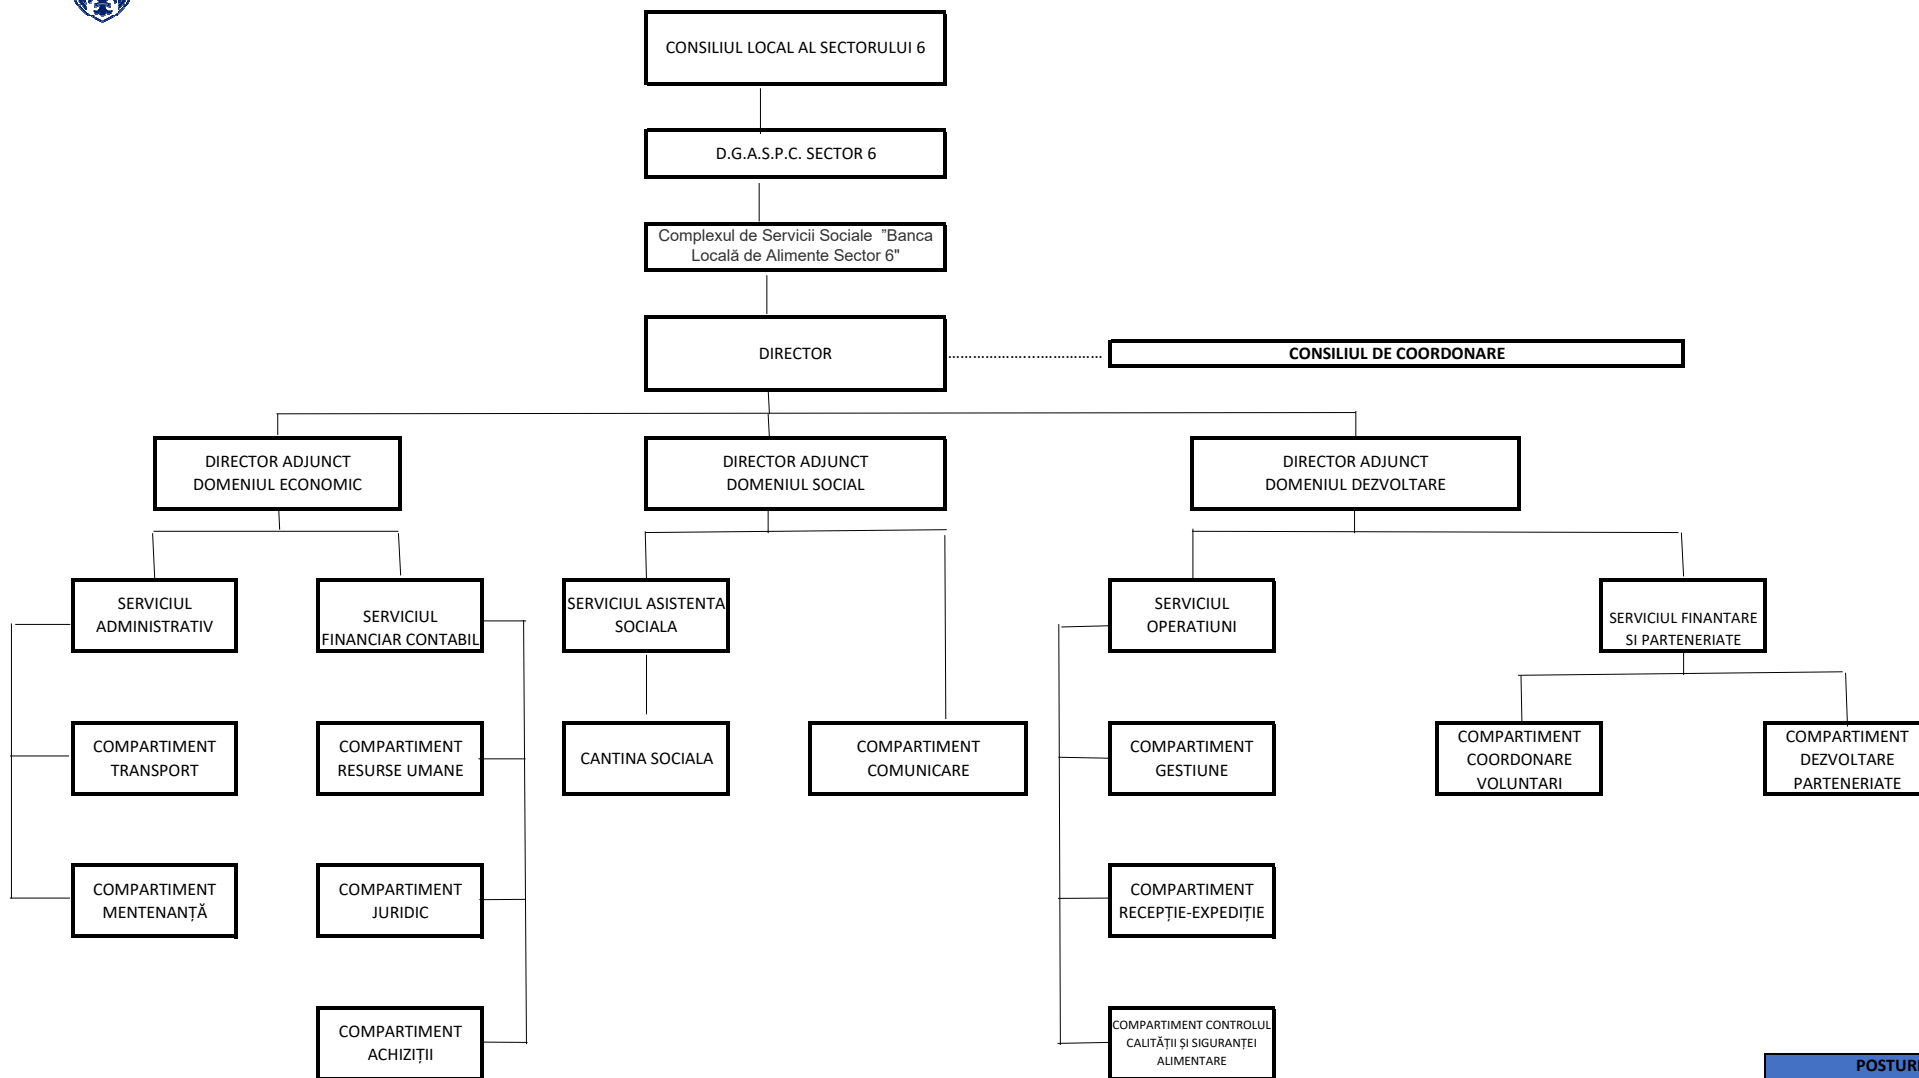 CONSILIUL LOCAL AL SECTORULUI 6
D.G.A.S.P.C. SECTOR 6
Complexul de Servicii Sociale "Banca
Locală de Alimente Sector 6"
DIRECTOR
CONSILIUL DE COORDONARE
DIRECTOR ADJUNCT
DOMENIUL ECONOMIC
DIRECTOR ADJUNCT
DOMENIUL SOCIAL
DIRECTOR ADJUNCT
DOMENIUL DEZVOLTARE
SERVICIUL
ADMINISTRATIV
SERVICIUL
FINANCIAR CONTABIL
SERVICIUL ASISTENTA
SOCIALA
SERVICIUL
OPERATIUNI
SERVICIUL FINANTARE
SI PARTENERIATE
COMPARTIMENT
TRANSPORT
COMPARTIMENT
RESURSE UMANE
CANTINA SOCIALA
COMPARTIMENT
COMUNICARE
COMPARTIMENT
GESTIUNE
COMPARTIMENT
COORDONARE
VOLUNTARI
COMPARTIMENT
DEZVOLTARE
PARTENERIATE
COMPARTIMENT
MENTENANȚĂ
COMPARTIMENT
JURIDIC
COMPARTIMENT
RECEPȚIE-EXPEDIȚIE
COMPARTIMENT
ACHIZIȚII
COMPARTIMENT CONTROLUL
CALITĂȚII ȘI SIGURANȚEI
ALIMENTARE